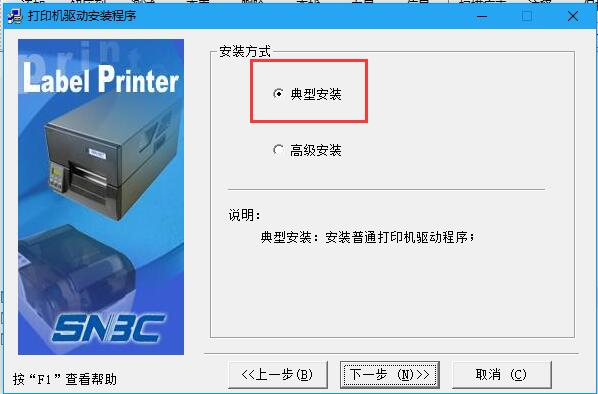 打印机驱动安装程序
Label Printer
安装方式
典型安装
高级安装
说明：
典型安装：安装普通打印机驱动程序；
SNBC
按“F1”查看帮助
<<上一步(B)
下一步 (N)>>
取消 (C)